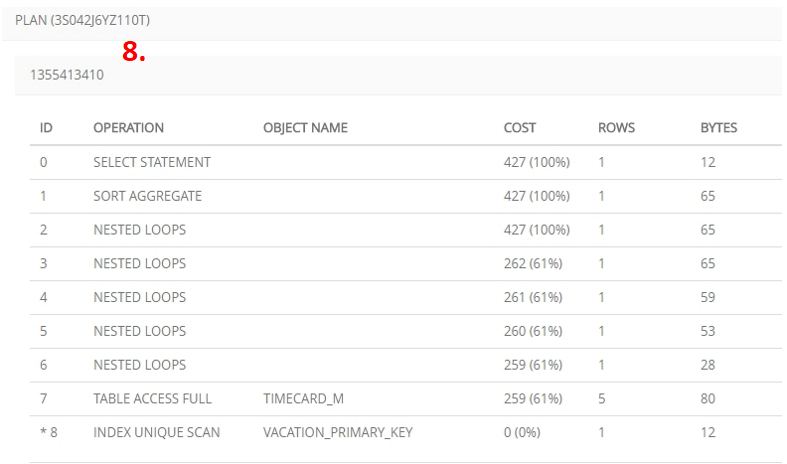 PLAN (3S042J6YZ110T)
8.
1355413410
ID OPERATION OBJECT NAME COST ROWS BYTES
0 SELECT STATEMENT 427 (100%) 1 12
1 SORT AGGREGATE 427 (100%) 1 65
2 NESTED LOOPS 427 (100%) 1 65
3 NESTED LOOPS 262 (61%) 1 65
4 NESTED LOOPS 261 (61%) 1 59
5 NESTED LOOPS 260 (61%) 1 53
6 NESTED LOOPS 259 (61%) 1 28
7 TABLE ACCESS FULL TIMECARD_M 259 (61%) 5 80
* 8 INDEX UNIQUE SCAN VACATION_PRIMARY_KEY 0 (0%) 1 12